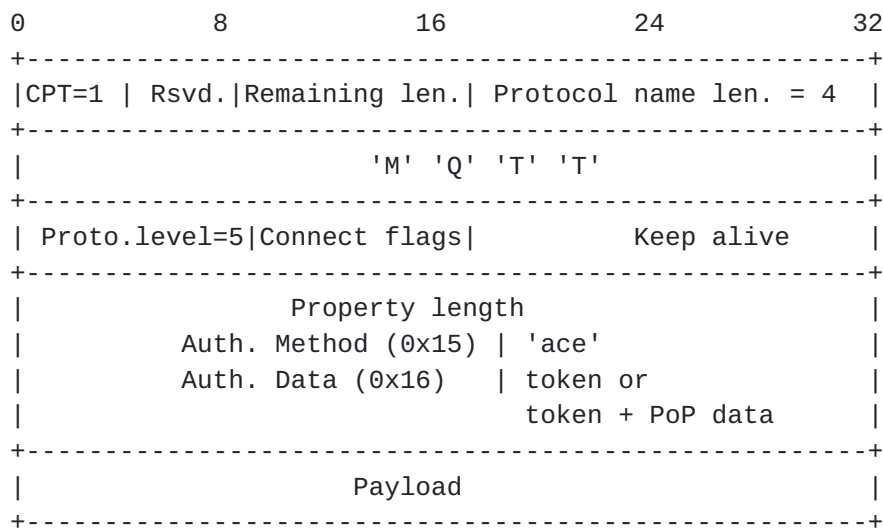 0             8            16             24            32
+------------------------------------------------------+
|CPT=1 | Rsvd.|Remaining len.| Protocol name len. = 4  |
+------------------------------------------------------+
|                      'M' 'Q' 'T' 'T'                 |
+------------------------------------------------------+
| Proto.level=5|Connect flags|          Keep alive     |
+------------------------------------------------------+
|                 Property length                      |
|          Auth. Method (0x15) | 'ace'                 |
|          Auth. Data (0x16)   | token or              |
|                                token + PoP data      |
+------------------------------------------------------+
|                     Payload                          |
+------------------------------------------------------+